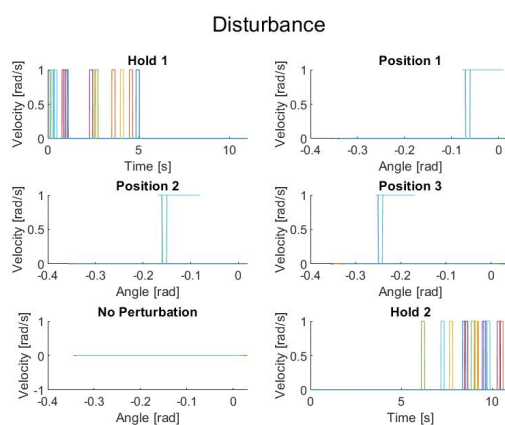 Disturbance
Hold 1
Velocity [rad/s]
1
0.5
0
0 5 10
Time [s]
Position 1
Velocity [rad/s]
1
0.5
0
-0.4 -0.3 -0.2 -0.1 0
Angle [rad]
Position 2
Velocity [rad/s]
1
0.5
0
-0.4 -0.3 -0.2 -0.1 0
Angle [rad]
Position 3
Velocity [rad/s]
1
0.5
0
-0.4 -0.3 -0.2 -0.1 0
Angle [rad]
No Perturbation
Velocity [rad/s]
1
0
-1
-0.4 -0.3 -0.2 -0.1 0
Angle [rad]
Hold 2
Velocity [rad/s]
1
0.5
0
0 5 10
Time [s]